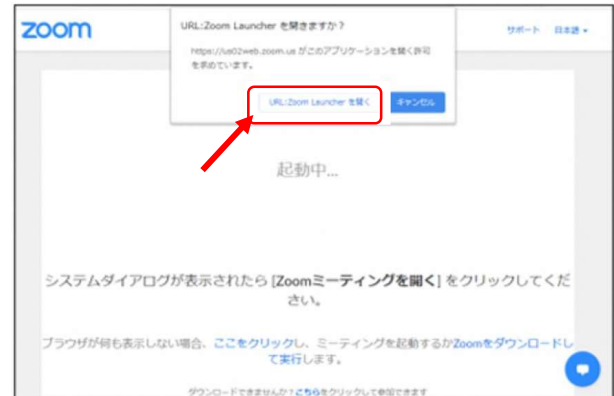 zoom
サポート 日本語
URL:Zoom Launcher を開きますか？
https://us02web.zoom.us がこのアプリケーションを開く許可
を求めています。
URL:Zoom Launcher を開く キャンセル
起動中...
システムダイアログが表示されたら [Zoomミーティングを開く] をクリックしてくだ
さい。
ブラウザが何も表示しない場合、ここをクリックし、ミーティングを起動するかZoomをダウンロードし
て実行します。
ダウンロードできませんか？こちらをクリックして参加できます